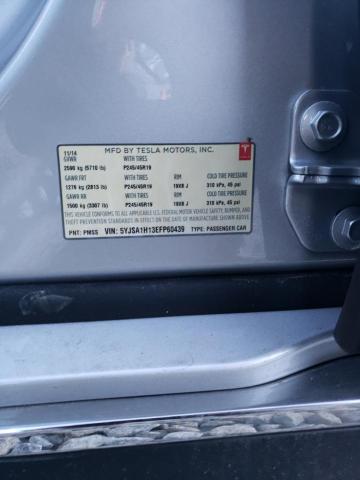 MFD BY TESLA MOTORS, INC.
11/14
GVWR WITH TIRES
2590 kg (5710 lb) P245/45R19
GAWR FRT WITH TIRES RIM COLD TIRE PRESSURE
1276 kg (2813 lb) P245/45R19 19X8 J 310 kPa, 45 psi
GAWR RR WITH TIRES RIM COLD TIRE PRESSURE
1500 kg (3307 lb) P245/45R19 19X8 J 310 kPa, 45 psi
THIS VEHICLE CONFORMS TO ALL APPLICABLE U.S. FEDERAL MOTOR VEHICLE SAFETY, BUMPER, AND
THEFT PREVENTION STANDARDS IN EFFECT ON THE DATE OF MANUFACTURE SHOWN ABOVE.
PNT: PMSS VIN: 5YJSA1H13EFP60439 TYPE: PASSENGER CAR